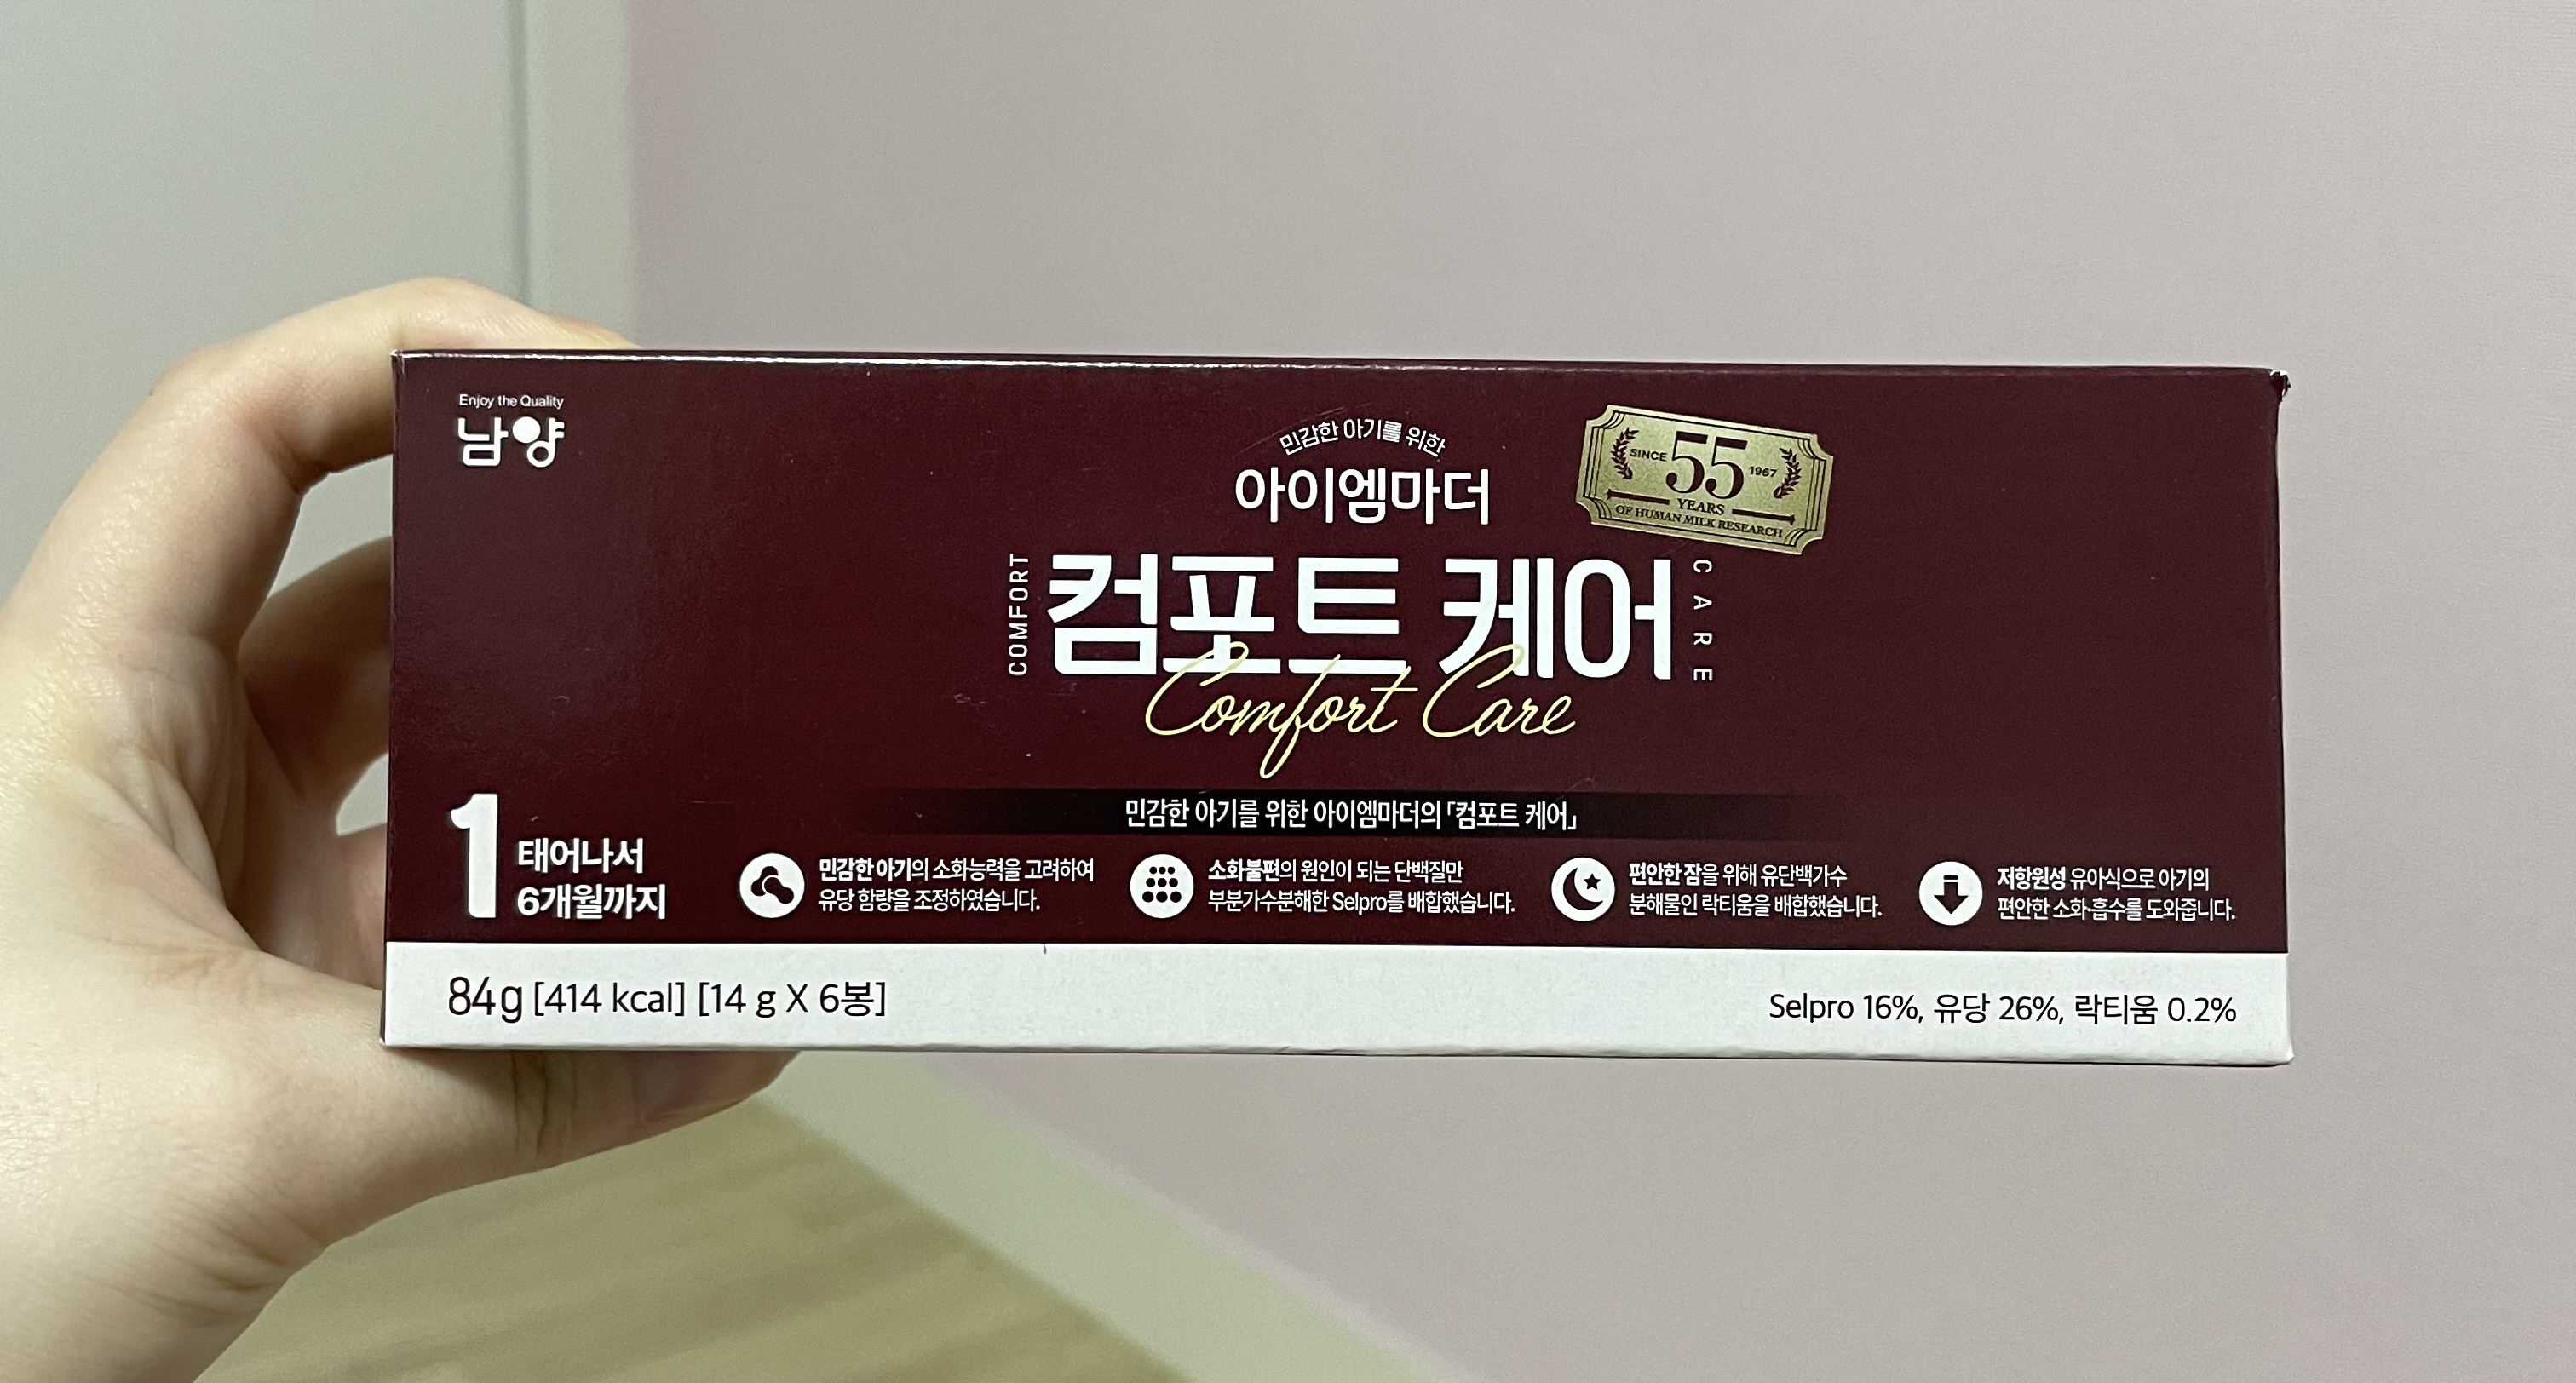 Enjoy the Quality
남양
민감한 아기를 위한
아이엠마더
SINCE 55 1967
YEARS
OF HUMAN MILK RESEARCH
COMFORT
컴포트 케어
CARE
Comfort Care
민감한 아기를 위한 아이엠마더의 「컴포트 케어」
1
태어나서
6개월까지
민감한 아기의 소화능력을 고려하여
유당 함량을 조정하였습니다.
소화불편의 원인이 되는 단백질만
부분가수분해한 Selpro를 배합했습니다.
편안한 잠을 위해 유단백가수
분해물인 락티움을 배합했습니다.
저항원성 유아식으로 아기의
편안한 소화·흡수를 도와줍니다.
84g [414 kcal] [14 g X 6봉]
Selpro 16%, 유당 26%, 락티움 0.2%